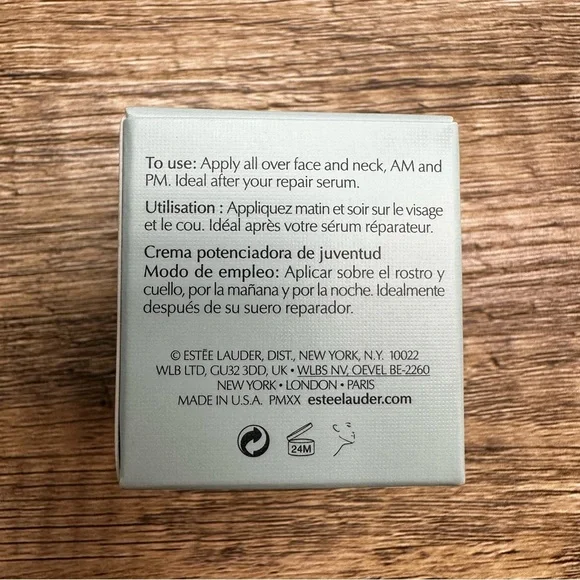 To use: Apply all over face and neck, AM and
PM. Ideal after your repair serum.
Utilisation : Appliquez matin et soir sur le visage
et le cou. Idéal après votre sérum réparateur.
Crema potenciadora de juventud
Modo de empleo: Aplicar sobre el rostro y
cuello, por la mañana y por la noche. Idealmente
después de su suero reparador.
© ESTĒE LAUDER, DIST., NEW YORK, N.Y. 10022
WLB LTD, GU32 3DD, UK • WLBS NV, OEVEL BE-2260
NEW YORK • LONDON • PARIS
MADE IN U.S.A. PMXX esteelauder.com
24M